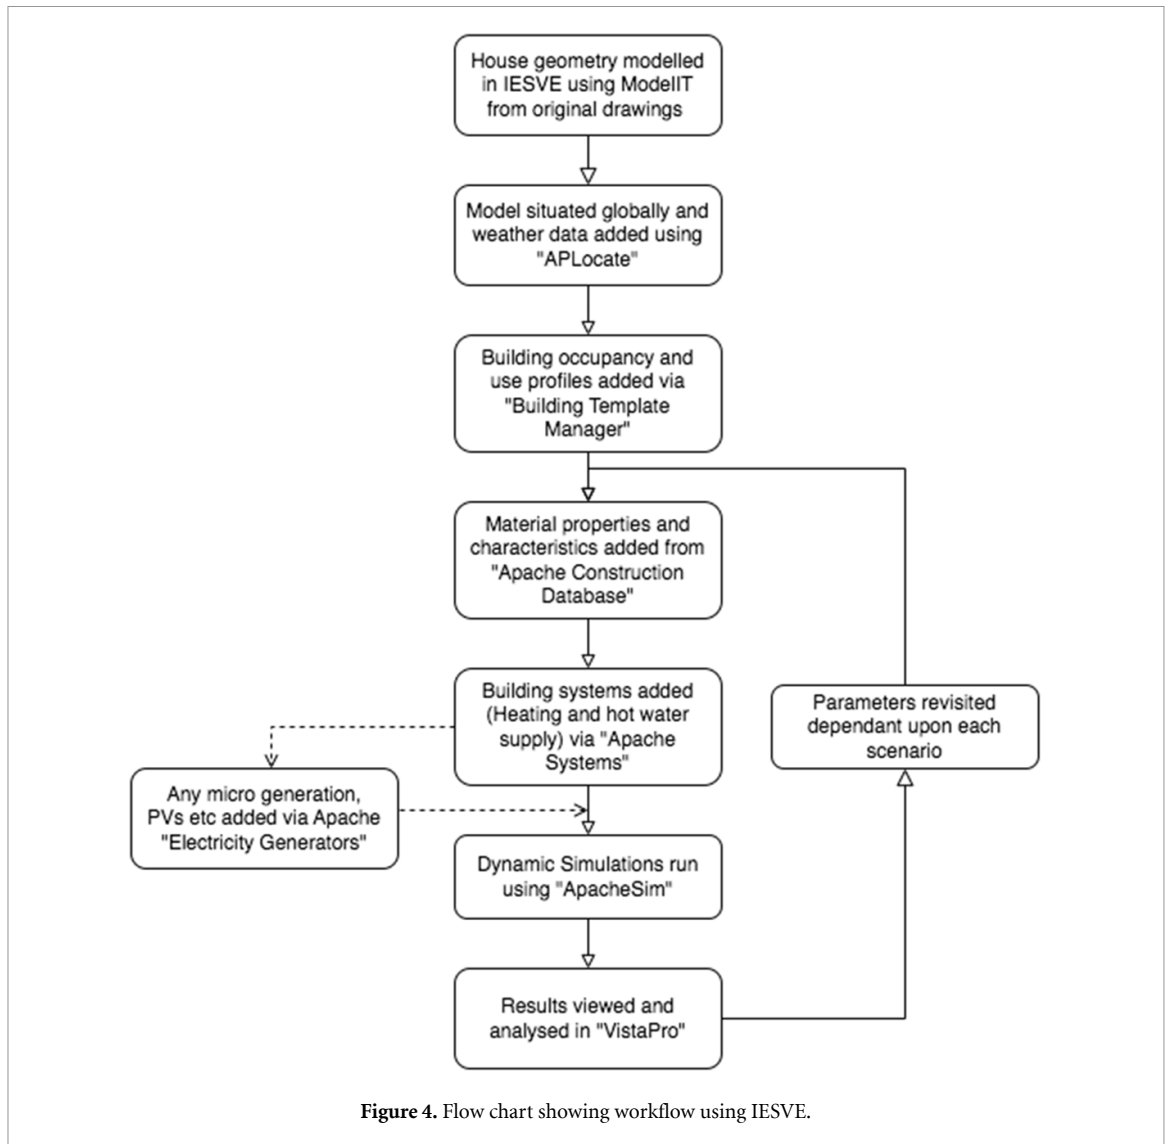 House geometry modelled
in IESVE using ModelIT
from original drawings
Model situated globally and
weather data added using
"APLocate"
Building occupancy and
use profiles added via
"Building Template
Manager"
Material properties and
characteristics added from
"Apache Construction
Database"
Building systems added
(Heating and hot water
supply) via "Apache
Systems"
Parameters revisited
dependant upon each
scenario
Any micro generation,
PVs etc added via Apache
"Electricity Generators"
Dynamic Simulations run
using "ApacheSim"
Results viewed and
analysed in "VistaPro"
Figure 4. Flow chart showing workflow using IESVE.